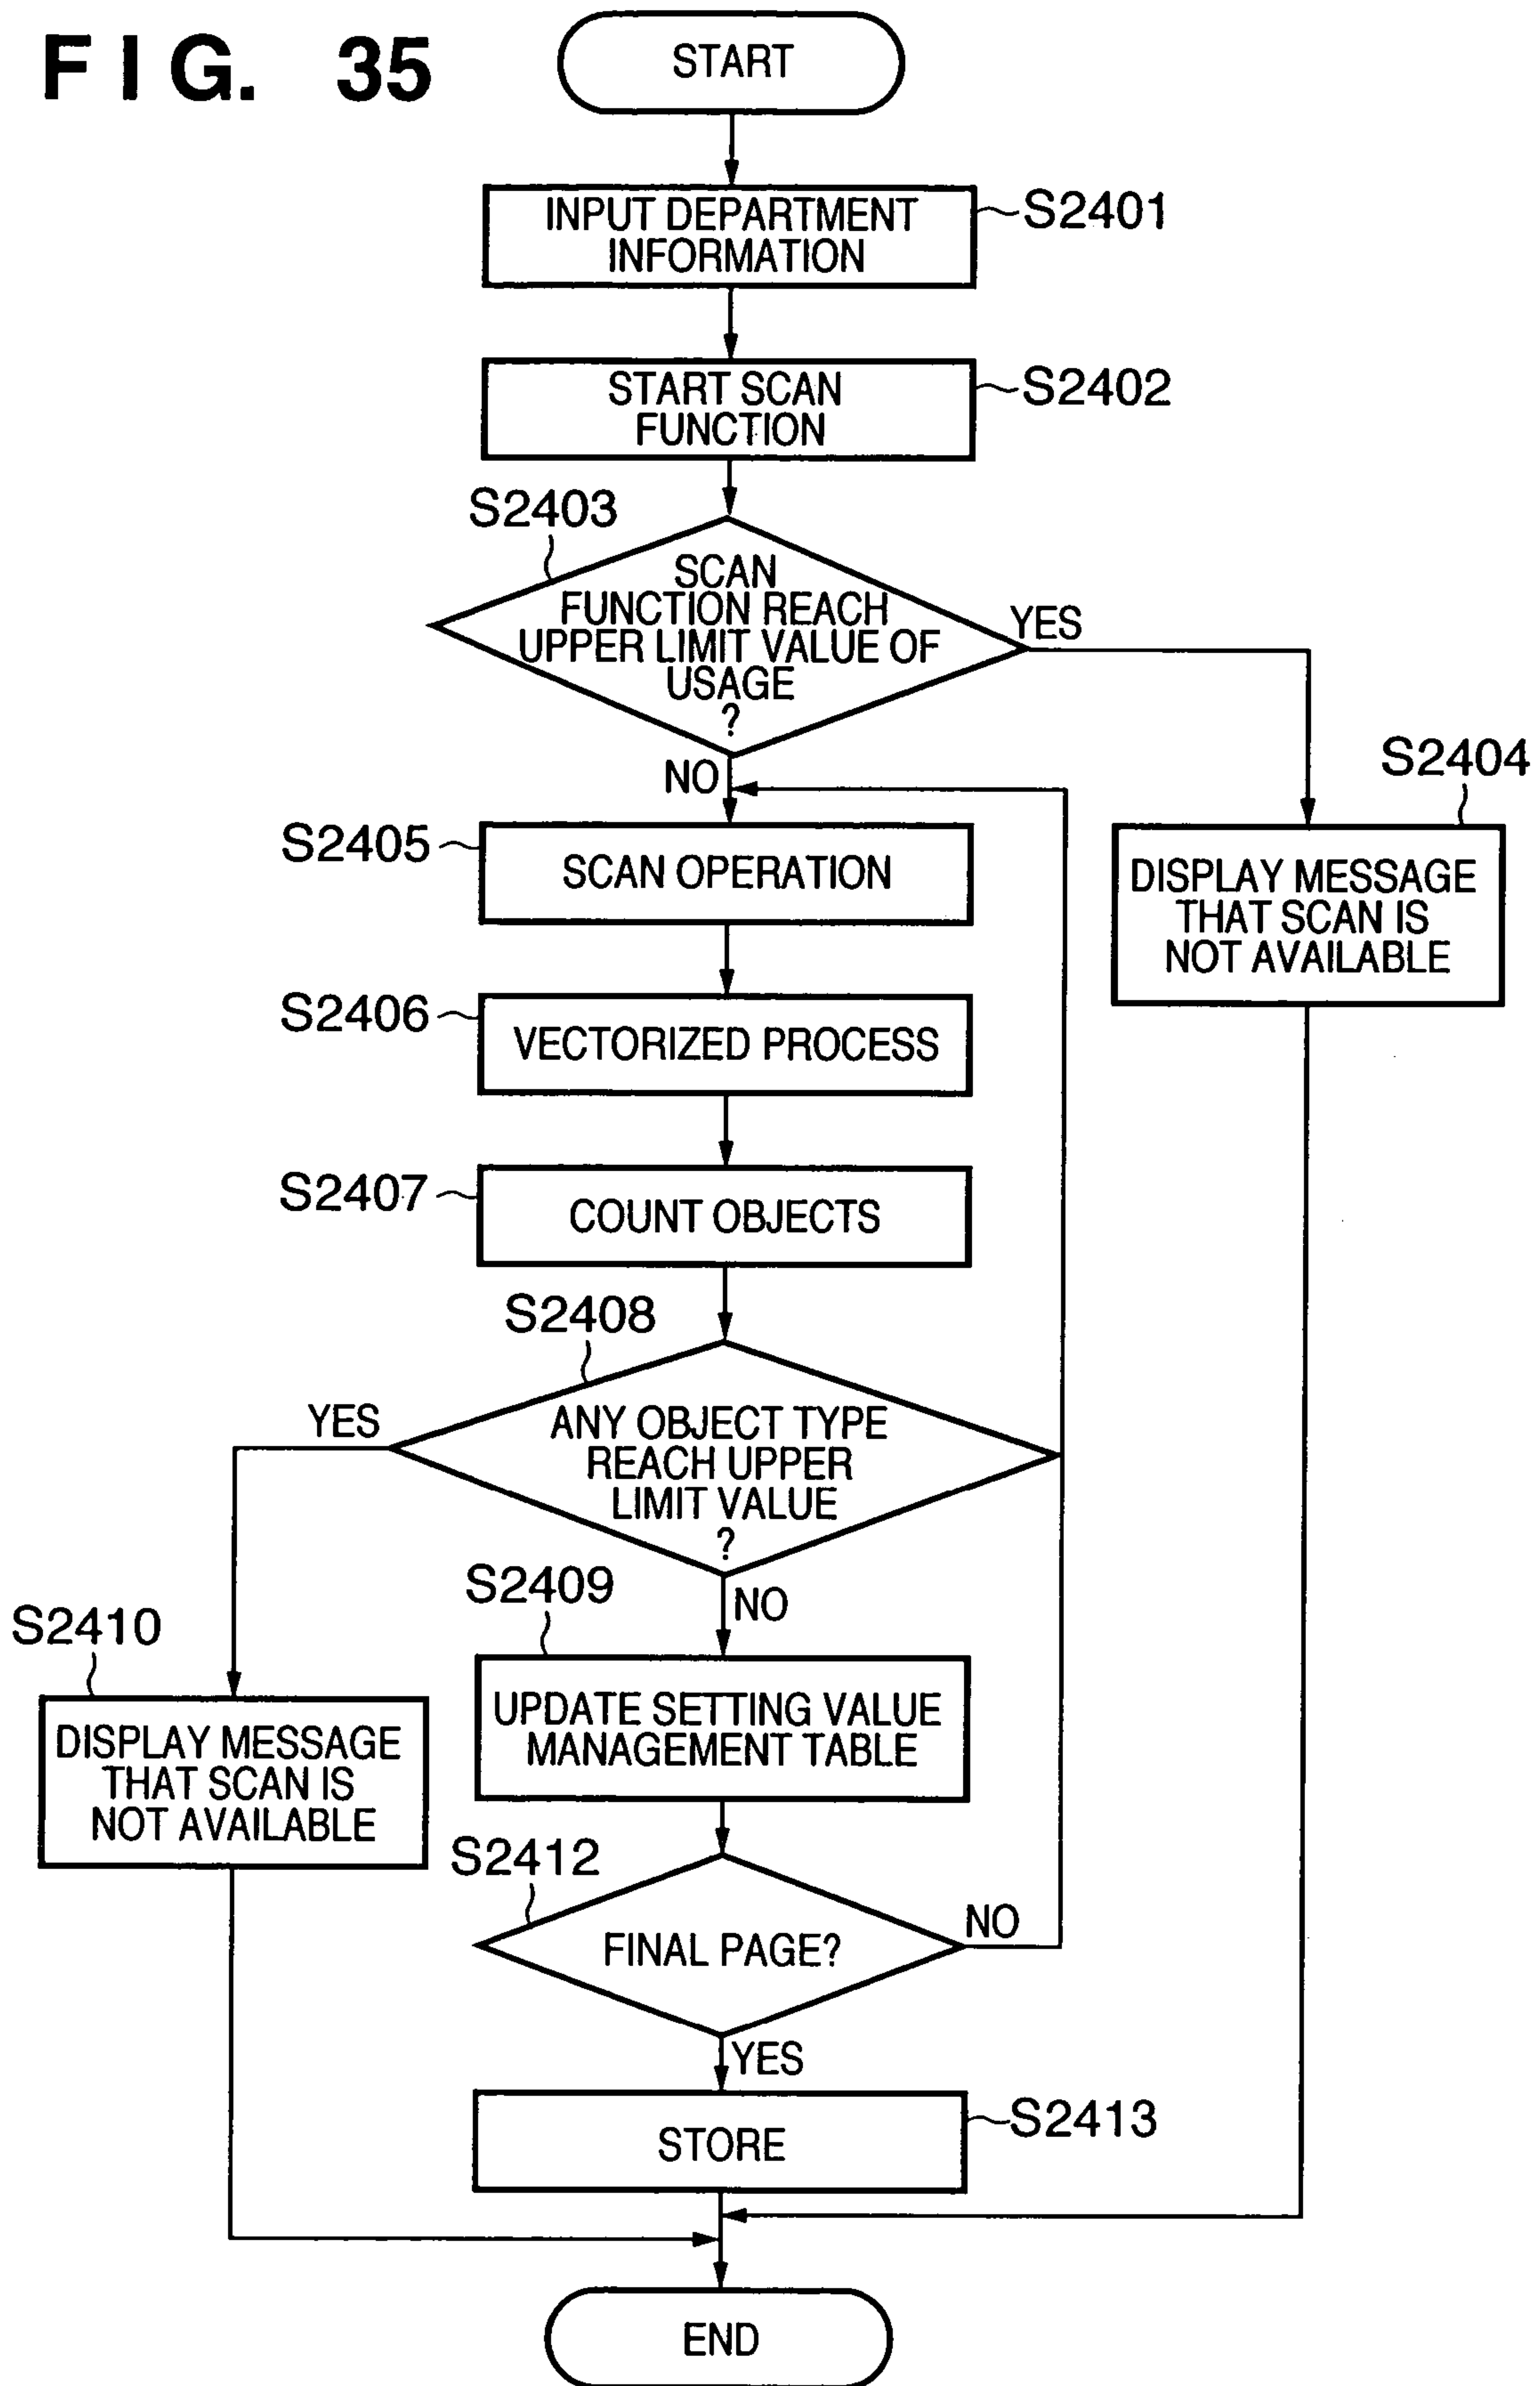 FIG. 35
START
INPUT DEPARTMENT
INFORMATION
S2401
START SCAN
FUNCTION
S2402
S2403
SCAN
FUNCTION REACH
UPPER LIMIT VALUE OF
USAGE
?
YES
NO
S2404
DISPLAY MESSAGE
THAT SCAN IS
NOT AVAILABLE
S2405
SCAN OPERATION
S2406
VECTORIZED PROCESS
S2407
COUNT OBJECTS
S2408
ANY OBJECT TYPE
REACH UPPER
LIMIT VALUE
?
YES
NO
S2409
UPDATE SETTING VALUE
MANAGEMENT TABLE
S2410
DISPLAY MESSAGE
THAT SCAN IS
NOT AVAILABLE
S2412
FINAL PAGE?
NO
YES
STORE
S2413
END